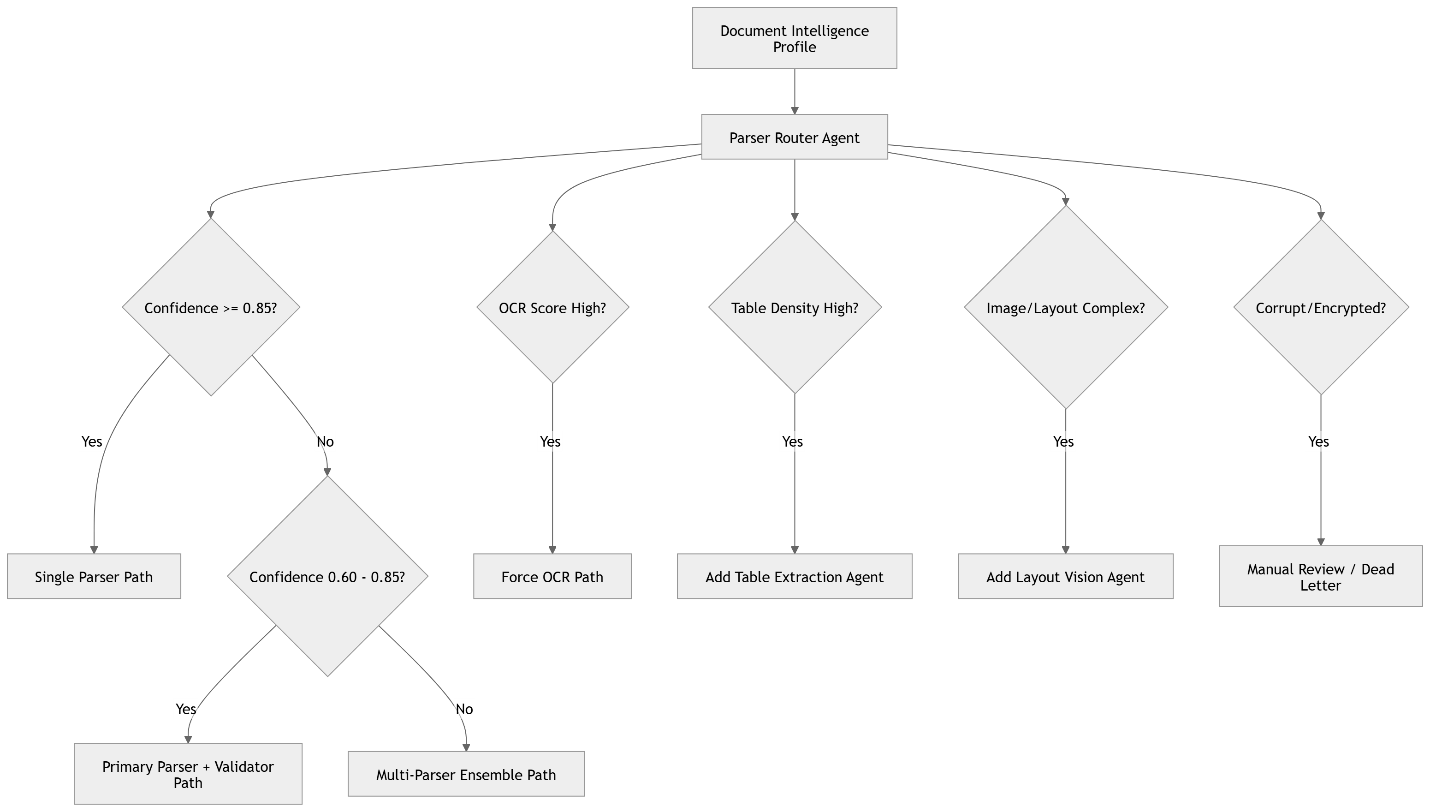 Document Intelligence
Profile
Parser Router Agent
Confidence >= 0.85?
OCR Score High?
Table Density High?
Image/Layout Complex?
Corrupt/Encrypted?
Yes
No
Yes
Yes
Yes
Yes
Single Parser Path
Confidence 0.60 - 0.85?
Force OCR Path
Add Table Extraction Agent
Add Layout Vision Agent
Manual Review / Dead
Letter
Yes
No
Primary Parser + Validator
Path
Multi-Parser Ensemble Path